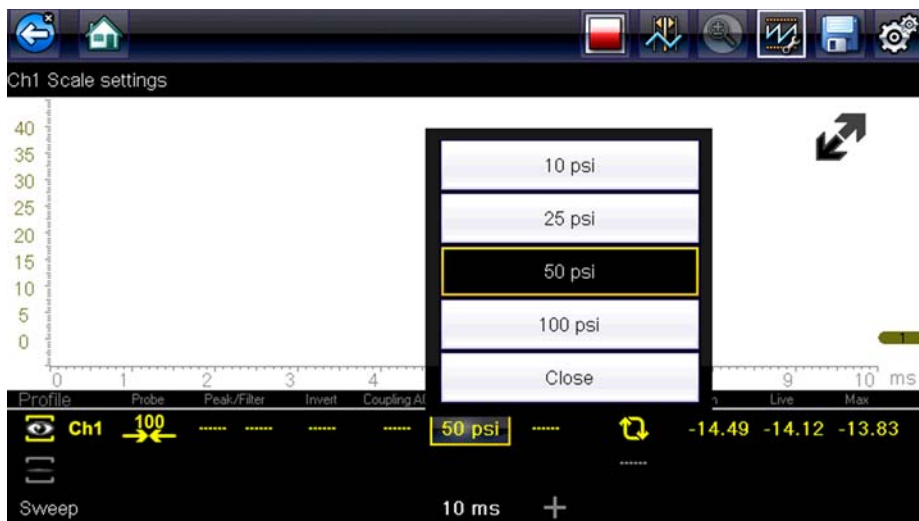 Ch1 Scale settings
40
35
30
25
20
15
10
5
0
10 psi
25 psi
50 psi
100 psi
Close
1
0 1 2 3 4 9 10 ms
Profile Probe Peak/Filter Invert Coupling Live Max
Ch1 100 ------ ------ ------ ------ 50 psi ------ -14.49 -14.12 -13.83
------
Sweep 10 ms +